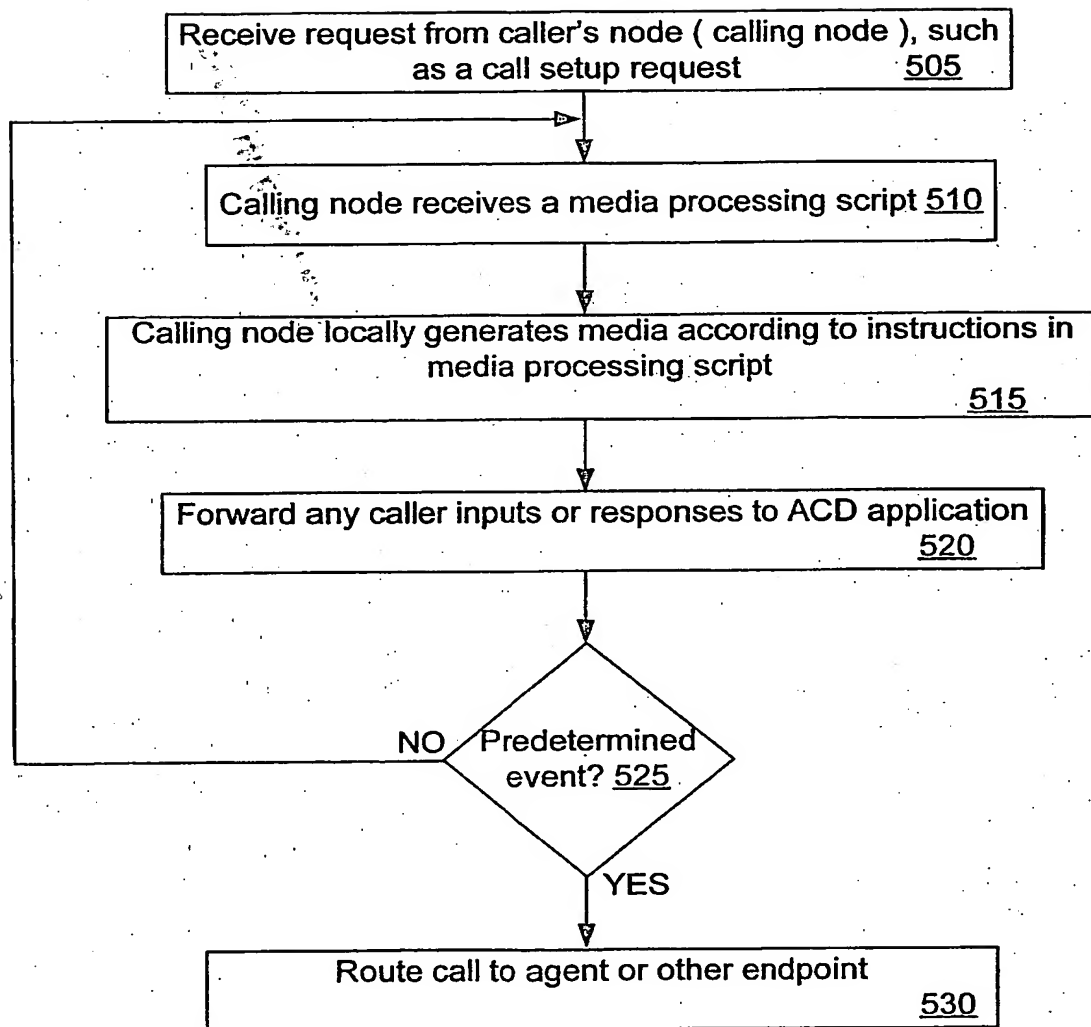 Receive request from caller's node ( calling node ), such
as a call setup request 505
Calling node receives a media processing script 510
Calling node locally generates media according to instructions in
media processing script
515
Forward any caller inputs or responses to ACD application
520
NO
Predetermined
event? 525
YES
Route call to agent or other endpoint
530